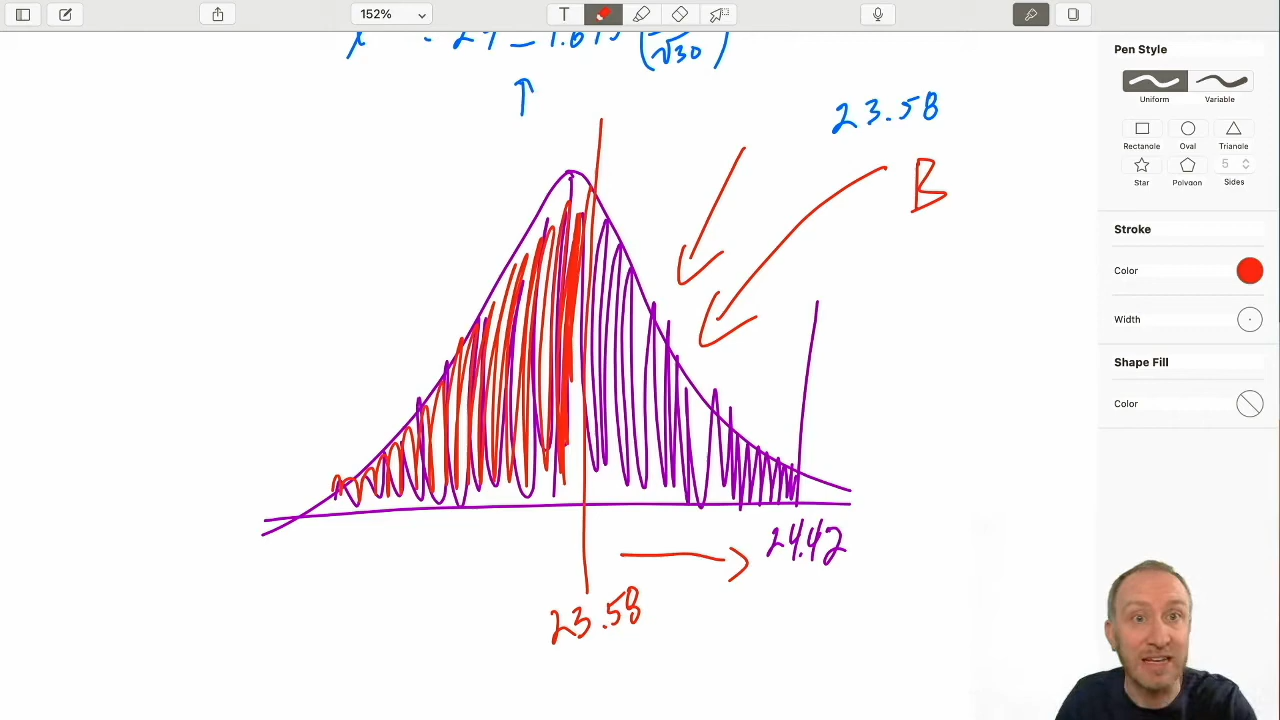 152%
T
Pen Style
Uniform
Variable
Rectangle
Oval
Triangle
Star
Polygon
5
Sides
Stroke
Color
Width
Shape Fill
Color
√30
23.58
B
24.42
23.58